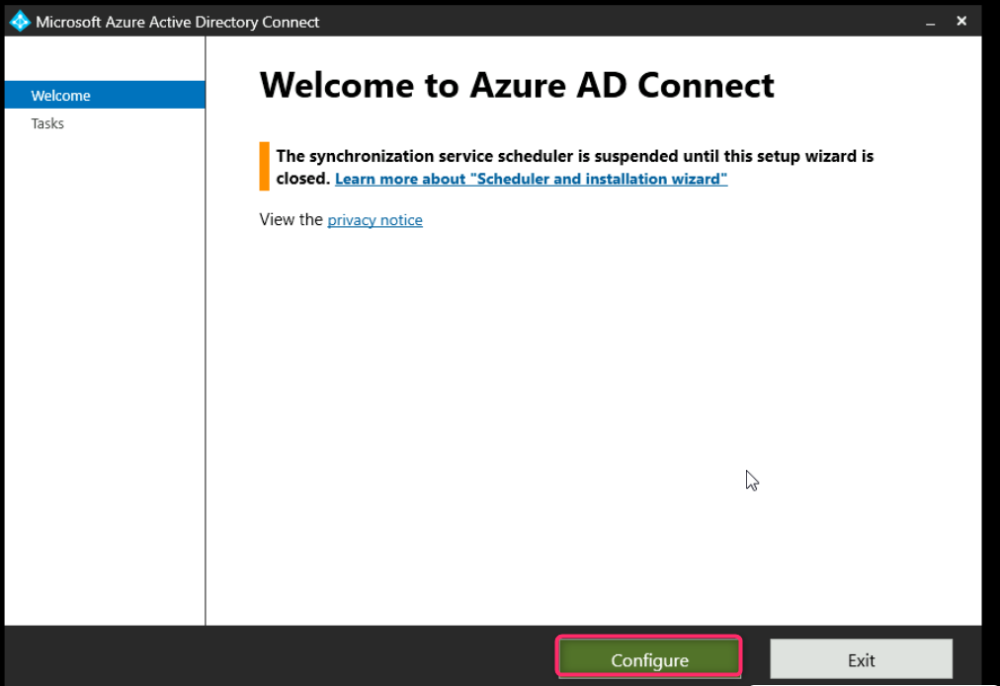 Microsoft Azure Active Directory Connect
Welcome
Tasks
Welcome to Azure AD Connect
The synchronization service scheduler is suspended until this setup wizard is
closed. Learn more about "Scheduler and installation wizard"
View the privacy notice
Configure
Exit